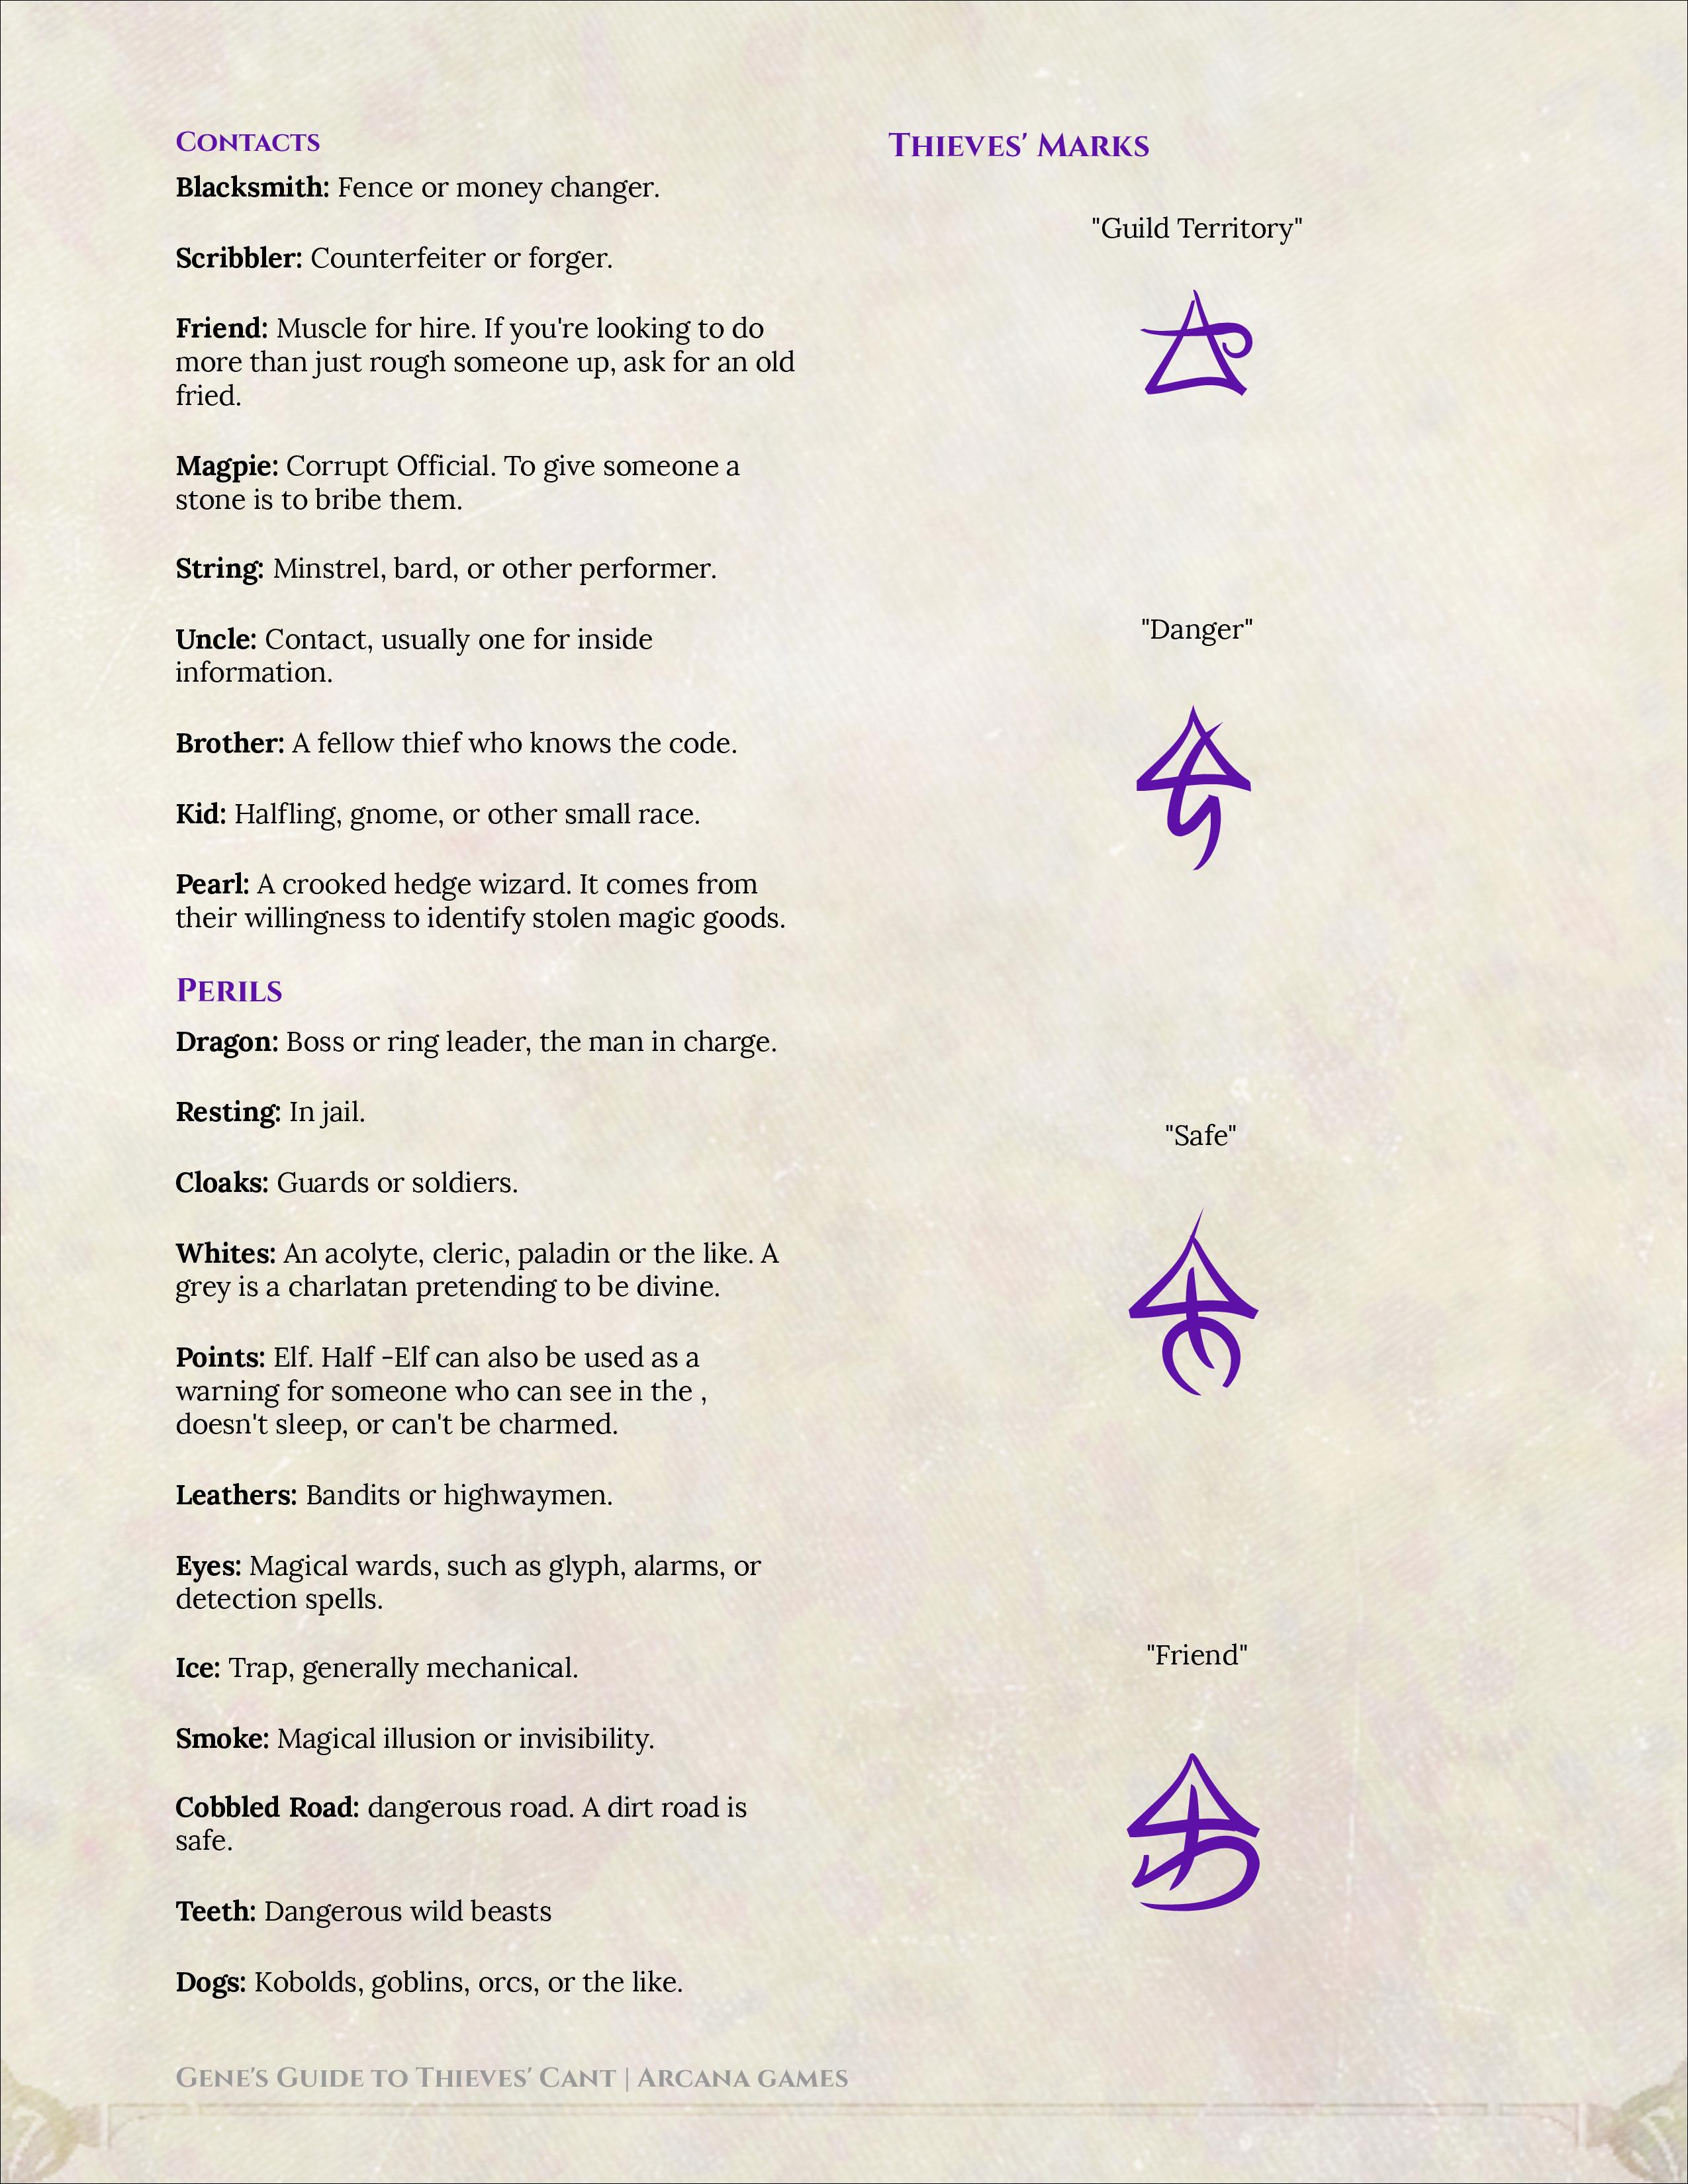 Contacts
Blacksmith: Fence or money changer.
Scribbler: Counterfeiter or forger.
Friend: Muscle for hire. If you're looking to do
more than just rough someone up, ask for an old
fried.
Magpie: Corrupt Official. To give someone a
stone is to bribe them.
String: Minstrel, bard, or other performer.
Uncle: Contact, usually one for inside
information.
Brother: A fellow thief who knows the code.
Kid: Halfling, gnome, or other small race.
Pearl: A crooked hedge wizard. It comes from
their willingness to identify stolen magic goods.
Perils
Dragon: Boss or ring leader, the man in charge.
Resting: In jail.
Cloaks: Guards or soldiers.
Whites: An acolyte, cleric, paladin or the like. A
grey is a charlatan pretending to be divine.
Points: Elf. Half -Elf can also be used as a
warning for someone who can see in the ,
doesn't sleep, or can't be charmed.
Leathers: Bandits or highwaymen.
Eyes: Magical wards, such as glyph, alarms, or
detection spells.
Ice: Trap, generally mechanical.
Smoke: Magical illusion or invisibility.
Cobbled Road: dangerous road. A dirt road is
safe.
Teeth: Dangerous wild beasts
Dogs: Kobolds, goblins, orcs, or the like.
Thieves' Marks
"Guild Territory"
"Danger"
"Safe"
"Friend"
Gene's Guide to Thieves' Cant | Arcana games